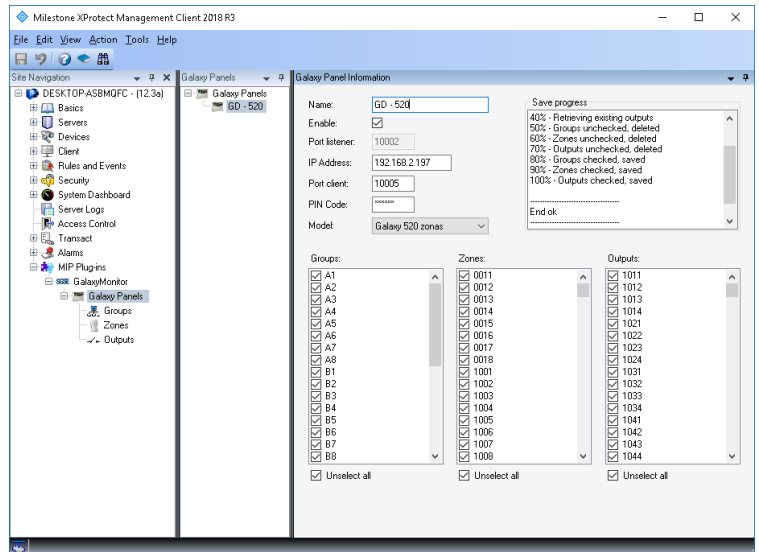 Milestone XProtect Management Client 2018 R3
File Edit View Action Tools Help
Site Navigation
DESKTOP-ASBMQFC - (12.3a)
Basics
Servers
Devices
Client
Rules and Events
Security
System Dashboard
Server Logs
Access Control
Transact
Alarms
MIP Plug-ins
GalaxyMonitor
Galaxy Panels
Groups
Zones
Outputs
Galaxy Panels
Galaxy Panels
GD - 520
Galaxy Panel Information
Name: GD - 520
Enable:
Port listener: 10002
IP Address: 192.168.2.197
Port client: 10005
PIN Code: ××××××
Model: Galaxy 520 zonas
Save progress
40% - Retrieving existing outputs
50% - Groups unchecked, deleted
60% - Zones unchecked, deleted
70% - Outputs unchecked, deleted
80% - Groups checked, saved
90% - Zones checked, saved
100% - Outputs checked, saved
------------------------------------
End ok
------------------------------------
Groups:
A1
A2
A3
A4
A5
A6
A7
A8
B1
B2
B3
B4
B5
B6
B7
B8
Unselect all
Zones:
0011
0012
0013
0014
0015
0016
0017
0018
1001
1002
1003
1004
1005
1006
1007
1008
Unselect all
Outputs:
1011
1012
1013
1014
1021
1022
1023
1024
1031
1032
1033
1034
1041
1042
1043
1044
Unselect all